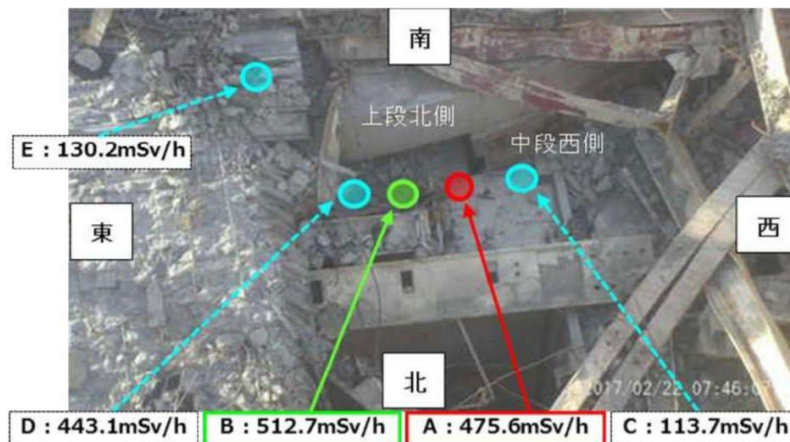 南
上段北側
中段西側
E：130.2mSv/h
東
西
北
2017/02/22 07:46:07
D：443.1mSv/h
B：512.7mSv/h
A：475.6mSv/h
C：113.7mSv/h